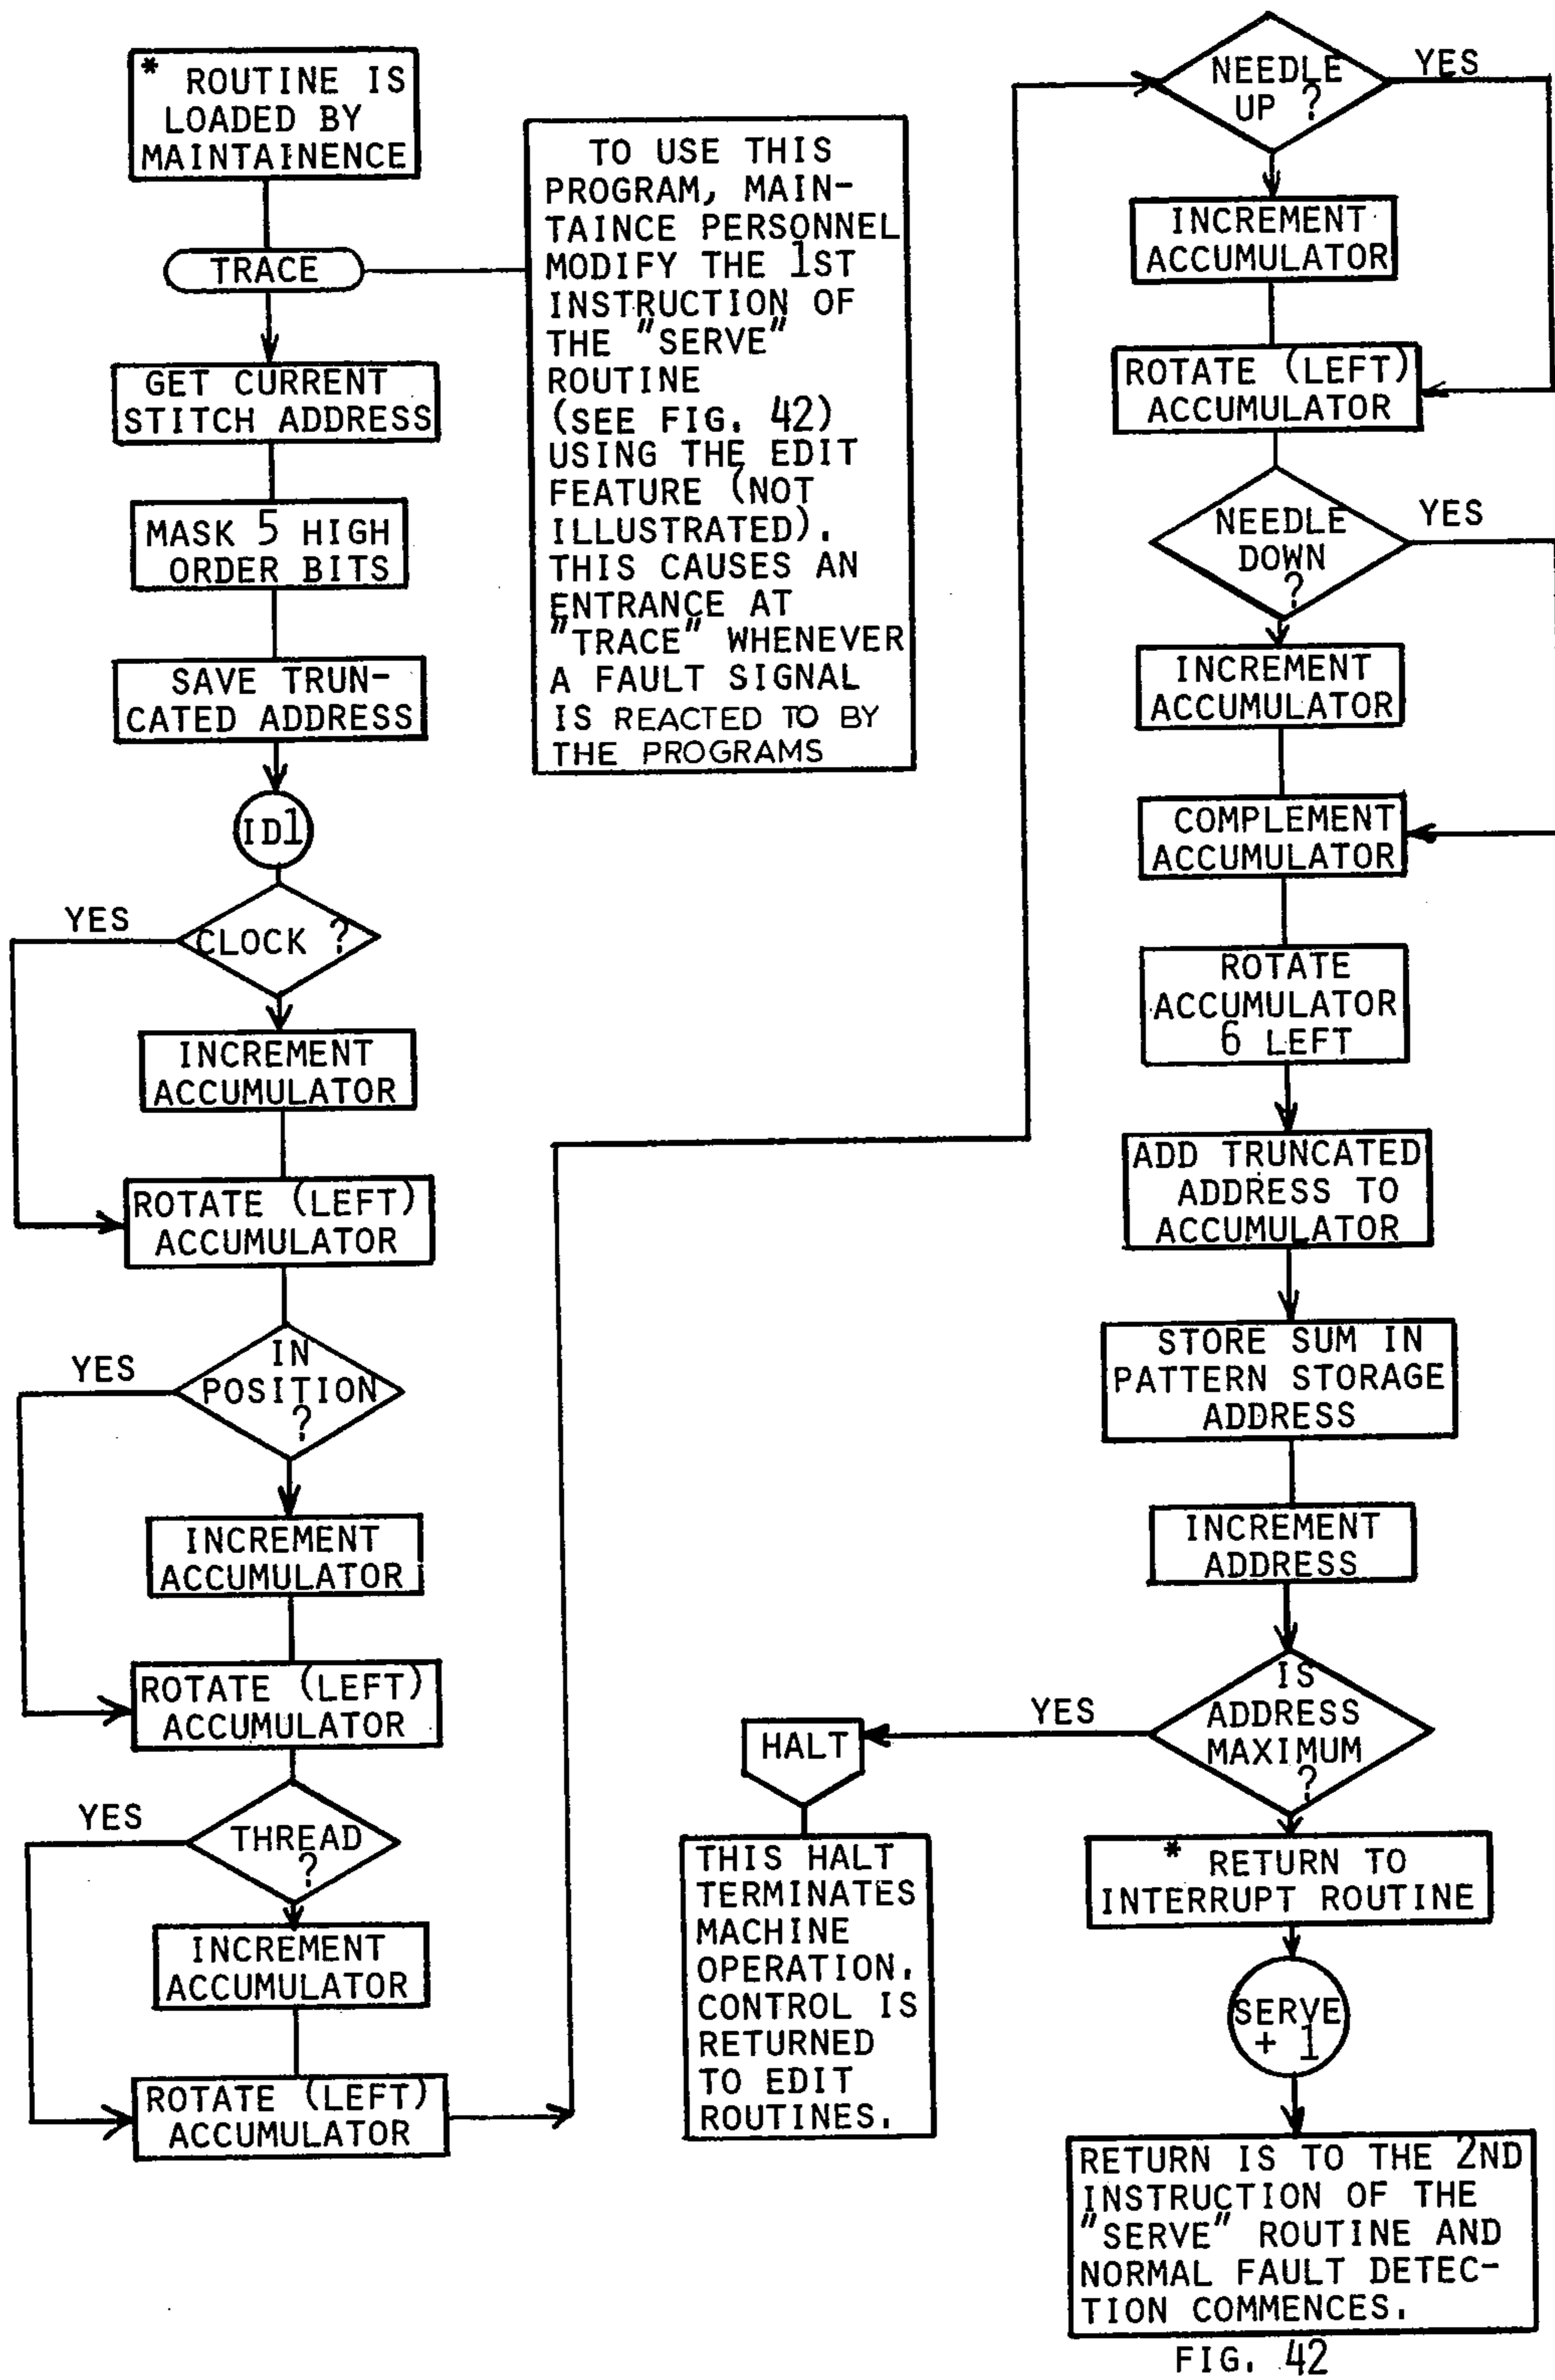 * ROUTINE IS
LOADED BY
MAINTAINENCE
TRACE
TO USE THIS
PROGRAM, MAIN-
TAINCE PERSONNEL
MODIFY THE 1ST
INSTRUCTION OF
THE "SERVE"
ROUTINE
(SEE FIG. 42)
USING THE EDIT
FEATURE (NOT
ILLUSTRATED).
THIS CAUSES AN
ENTRANCE AT
"TRACE" WHENEVER
A FAULT SIGNAL
IS REACTED TO BY
THE PROGRAMS
GET CURRENT
STITCH ADDRESS
MASK 5 HIGH
ORDER BITS
SAVE TRUN-
CATED ADDRESS
ID1
CLOCK ?
YES
INCREMENT
ACCUMULATOR
ROTATE (LEFT)
ACCUMULATOR
IN
POSITION
?
YES
INCREMENT
ACCUMULATOR
ROTATE (LEFT)
ACCUMULATOR
THREAD
?
YES
INCREMENT
ACCUMULATOR
ROTATE (LEFT)
ACCUMULATOR
NEEDLE
UP ?
YES
INCREMENT
ACCUMULATOR
ROTATE (LEFT)
ACCUMULATOR
NEEDLE
DOWN
?
YES
INCREMENT
ACCUMULATOR
COMPLEMENT
ACCUMULATOR
ROTATE
ACCUMULATOR
6 LEFT
ADD TRUNCATED
ADDRESS TO
ACCUMULATOR
STORE SUM IN
PATTERN STORAGE
ADDRESS
INCREMENT
ADDRESS
IS
ADDRESS
MAXIMUM
?
YES
HALT
THIS HALT
TERMINATES
MACHINE
OPERATION.
CONTROL IS
RETURNED
TO EDIT
ROUTINES.
* RETURN TO
INTERRUPT ROUTINE
SERVE
+ 1
RETURN IS TO THE 2ND
INSTRUCTION OF THE
"SERVE" ROUTINE AND
NORMAL FAULT DETEC-
TION COMMENCES.
FIG. 42